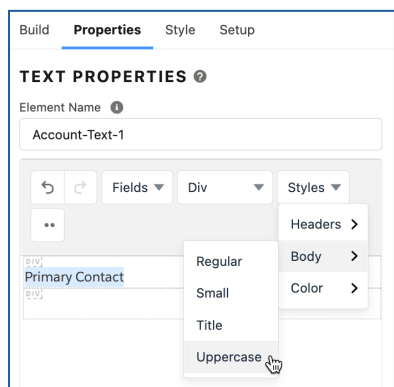 Build Properties Style Setup
TEXT PROPERTIES ?
Element Name i
Account-Text-1
Fields Div Styles
Headers
Body
Color
DIV
Primary Contact
DIV
Regular
Small
Title
Uppercase